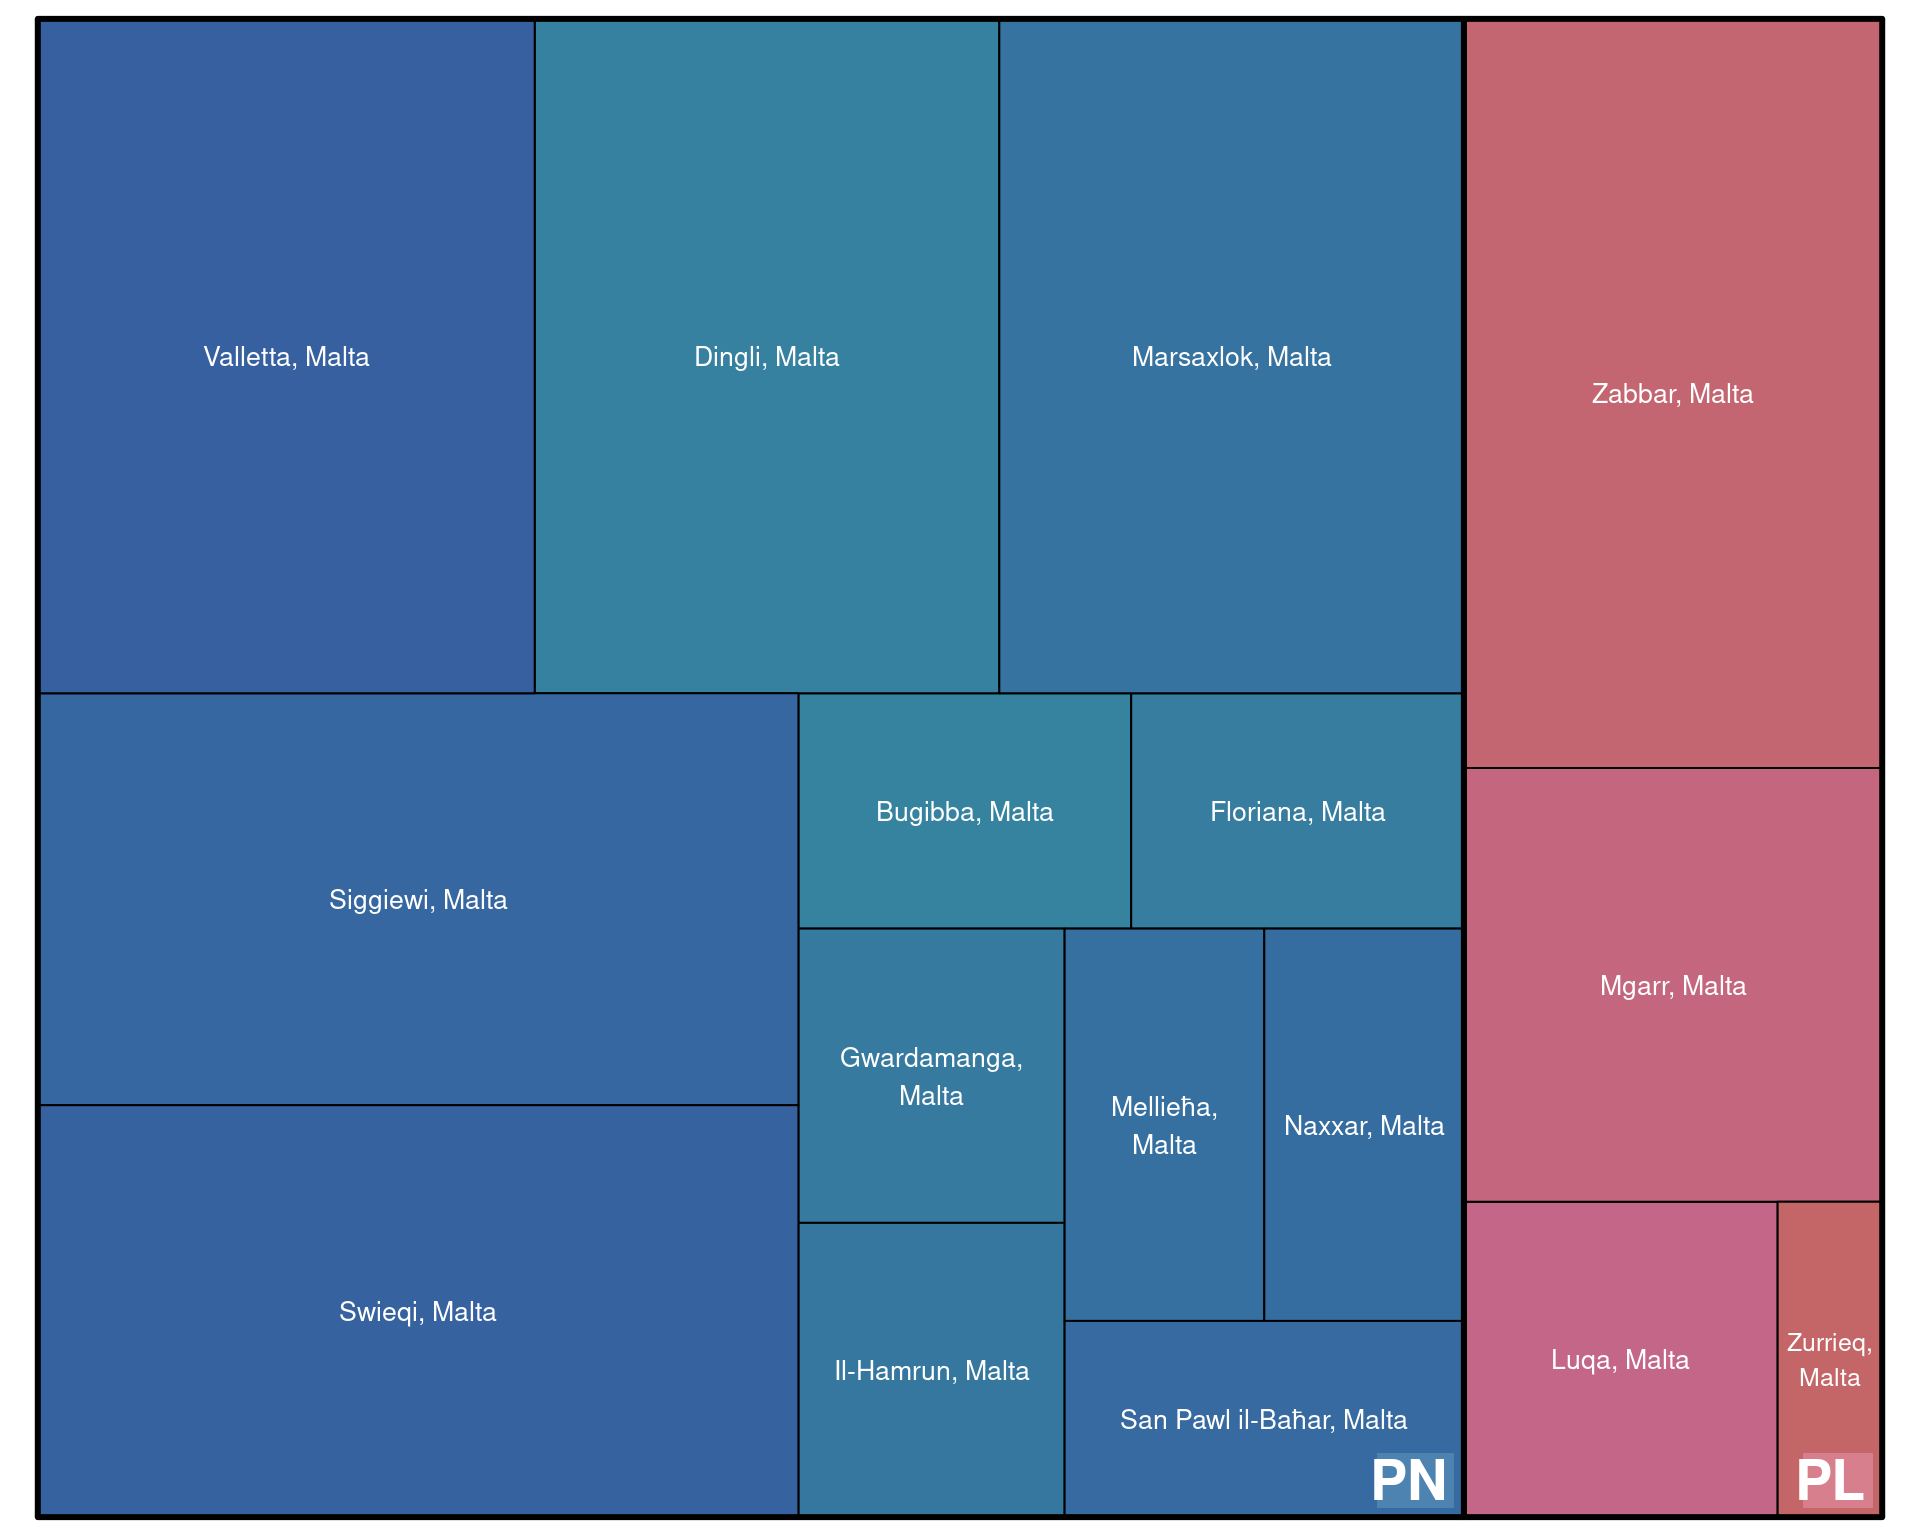 Valletta, Malta
Dingli, Malta
Marsaxlok, Malta
Zabbar, Malta
Siggiewi, Malta
Bugibba, Malta
Floriana, Malta
Mgarr, Malta
Gwardamanga,
Malta
Mellieħa,
Malta
Naxxar, Malta
Swieqi, Malta
Il-Hamrun, Malta
San Pawl il-Baħar, Malta
PN
Luqa, Malta
Zurrieq,
Malta
PL